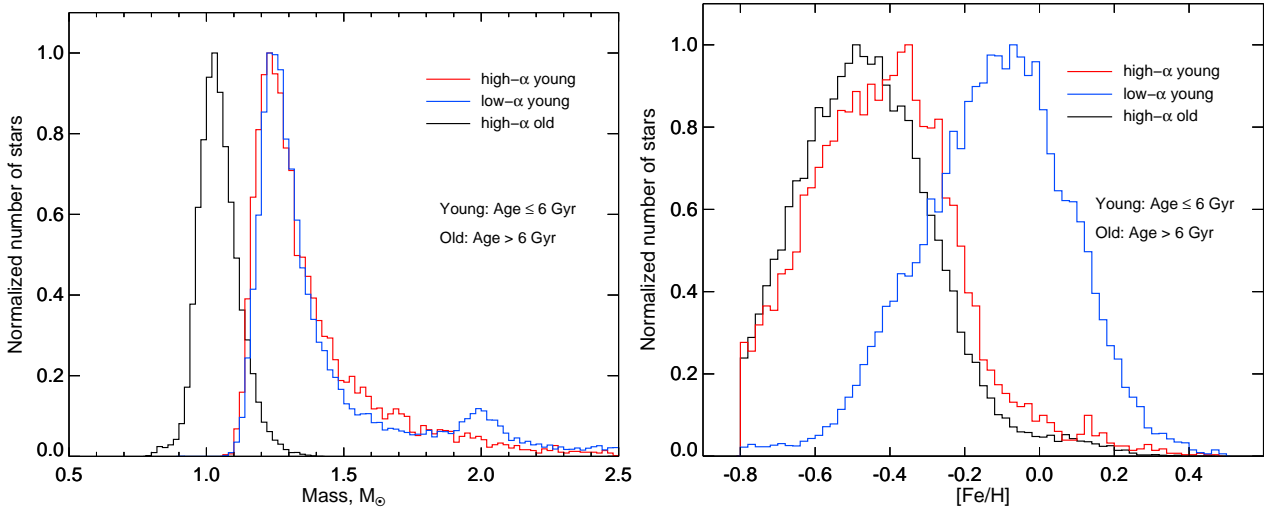 Normalized number of stars
1.0
0.8
0.6
0.4
0.2
0.0
high-α young
low-α young
high-α old
Young: Age ≤ 6 Gyr
Old: Age > 6 Gyr
0.5 1.0 1.5 2.0 2.5
Mass, M⊙
Normalized number of stars
1.0
0.8
0.6
0.4
0.2
0.0
high-α young
low-α young
high-α old
Young: Age ≤ 6 Gyr
Old: Age > 6 Gyr
-0.8 -0.6 -0.4 -0.2 0.0 0.2 0.4
[Fe/H]